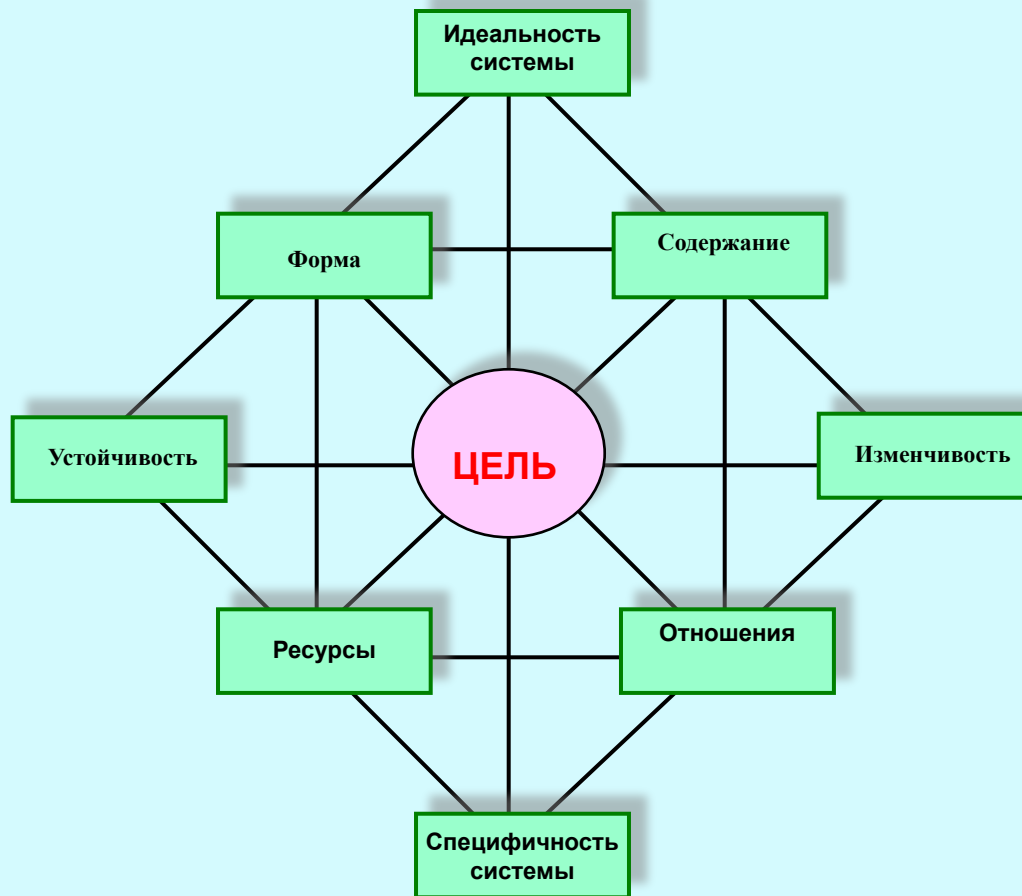 Идеальность
системы
Форма
Содержание
Устойчивость
ЦЕЛЬ
Изменчивость
Ресурсы
Отношения
Специфичность
системы